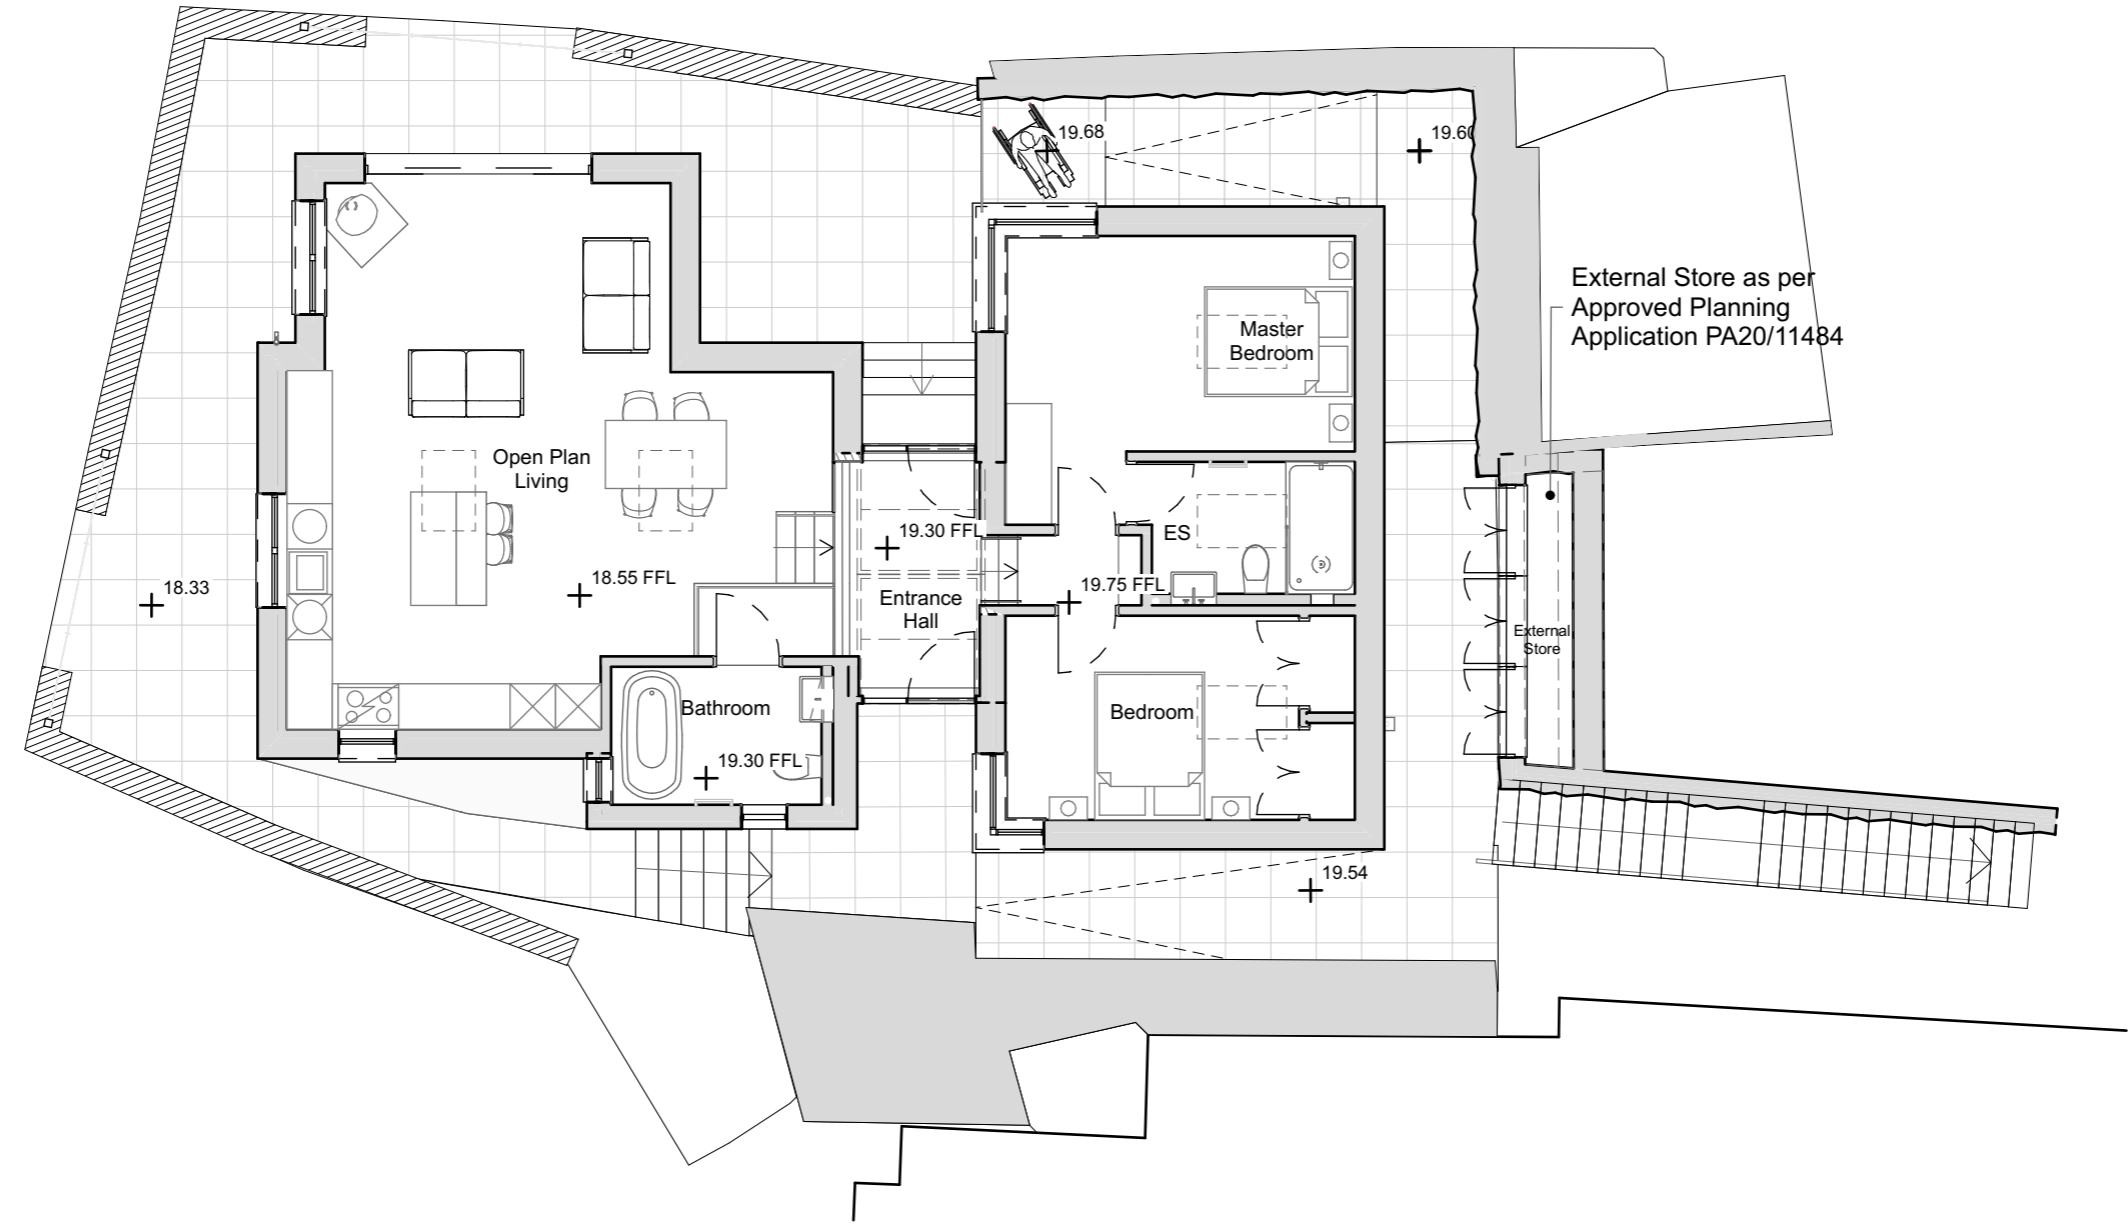 19.68
19.60
External Store as per
Approved Planning
Application PA20/11484
Master
Bedroom
Open Plan
Living
19.30 FFL
ES
18.55 FFL
19.75 FFL
18.33
Entrance
Hall
External
Store
Bathroom
Bedroom
19.30 FFL
19.54